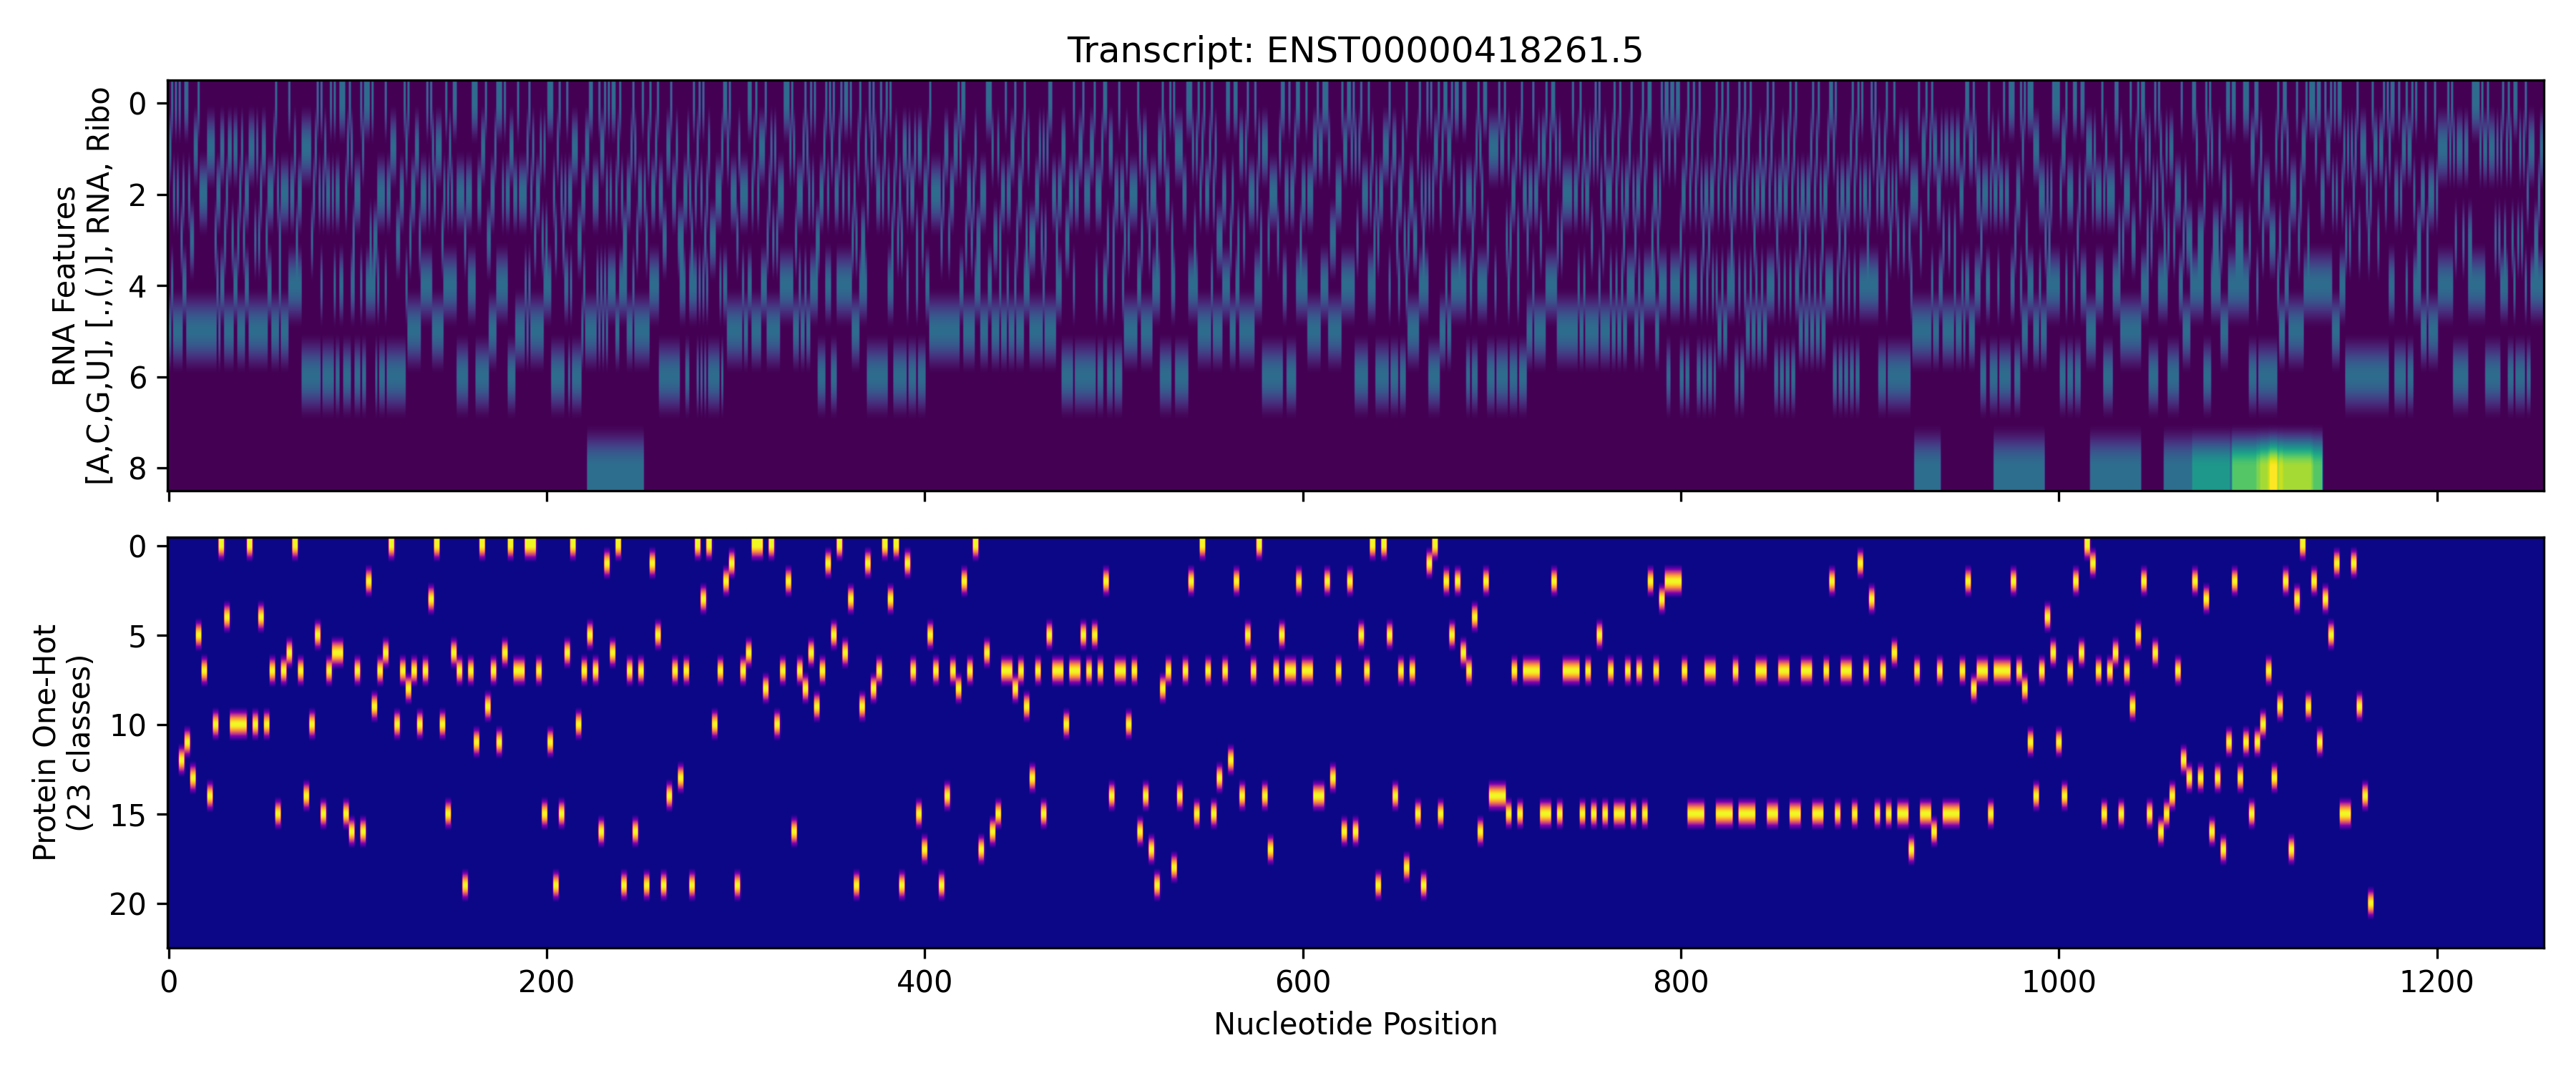 Transcript: ENST00000418261.5
RNA Features
[A,C,G,U], [.,(,)], RNA, Ribo
0
2
4
6
8
Protein One-Hot
(23 classes)
0
5
10
15
20
0
200
400
600
800
1000
1200
Nucleotide Position